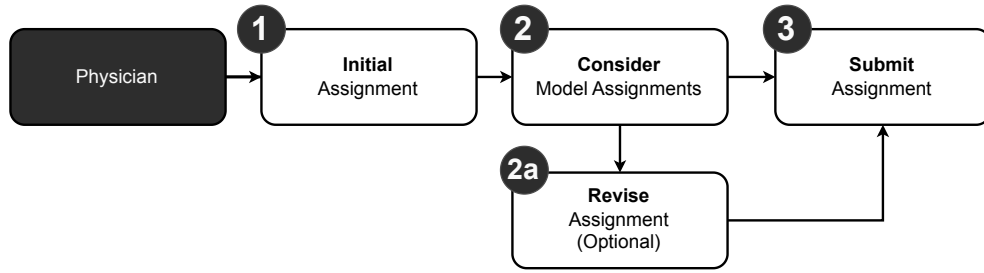 Physician
1
Initial
Assignment
2
Consider
Model Assignments
3
Submit
Assignment
2a
Revise
Assignment
(Optional)